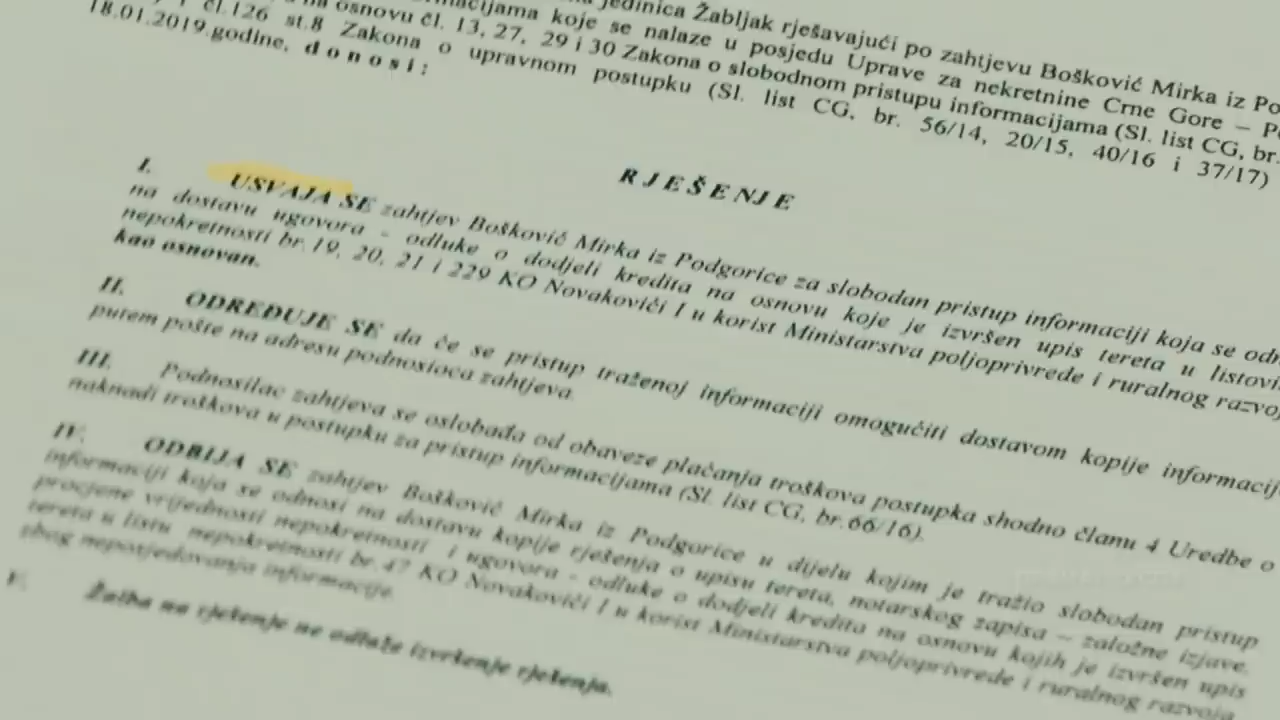 jedinica Žabljak rješavajući po zahtjevu Bošković Mirka iz
koje se nalaze u posjedu Uprave za nekretnine Crne Gore –
na osnovu čl. 13, 27, 29 i 30 Zakona o slobodnom pristupu informacijama (Sl. list CG, br.
čl.126 st.8 Zakona o upravnom postupku (Sl. list CG, br. 56/14, 20/15, 40/16 i 37/17)
18.01.2019.godine, d o n o s i :
R J E Š E N J E
I. USVAJA SE zahtjev Bošković Mirka iz Podgorice za slobodan pristup informaciji koja se
na dostavu ugovora - odluke o dodjeli kredita na osnovu koje je izvršen upis tereta u
nepokretnosti br.19, 20, 21 i 229 KO Novakovići I u korist Ministarstva poljoprivrede i ruralnog
kao osnovan.
II. ODREĐUJE SE da će se pristup traženoj informaciji omogućiti dostavom kopije
putem pošte na adresu podnosioca zahtjeva.
III. Podnosilac zahtjeva se oslobađa od obaveze plaćanja troškova postupka shodno članu 4 Uredbe o
naknadi troškova u postupku za pristup informacijama (Sl. list CG, br.66/16).
IV. ODBIJA SE zahtjev Bošković Mirka iz Podgorice u dijelu kojim je tražio slobodan pristup
informaciji koja se odnosi na dostavu kopije rješenja o upisu tereta, notarskog zapisa – založne izjave,
procjene vrijednosti nepokretnosti i ugovora - odluke o dodjeli kredita na osnovu kojih je izvršen upis
tereta u listu nepokretnosti br.47 KO Novakovići I u korist Ministarstva poljoprivrede i ruralnog razvoja,
zbog neposjedovanja informacije.
V. Žalba na rješenje ne odlaže izvršenje rješenja.